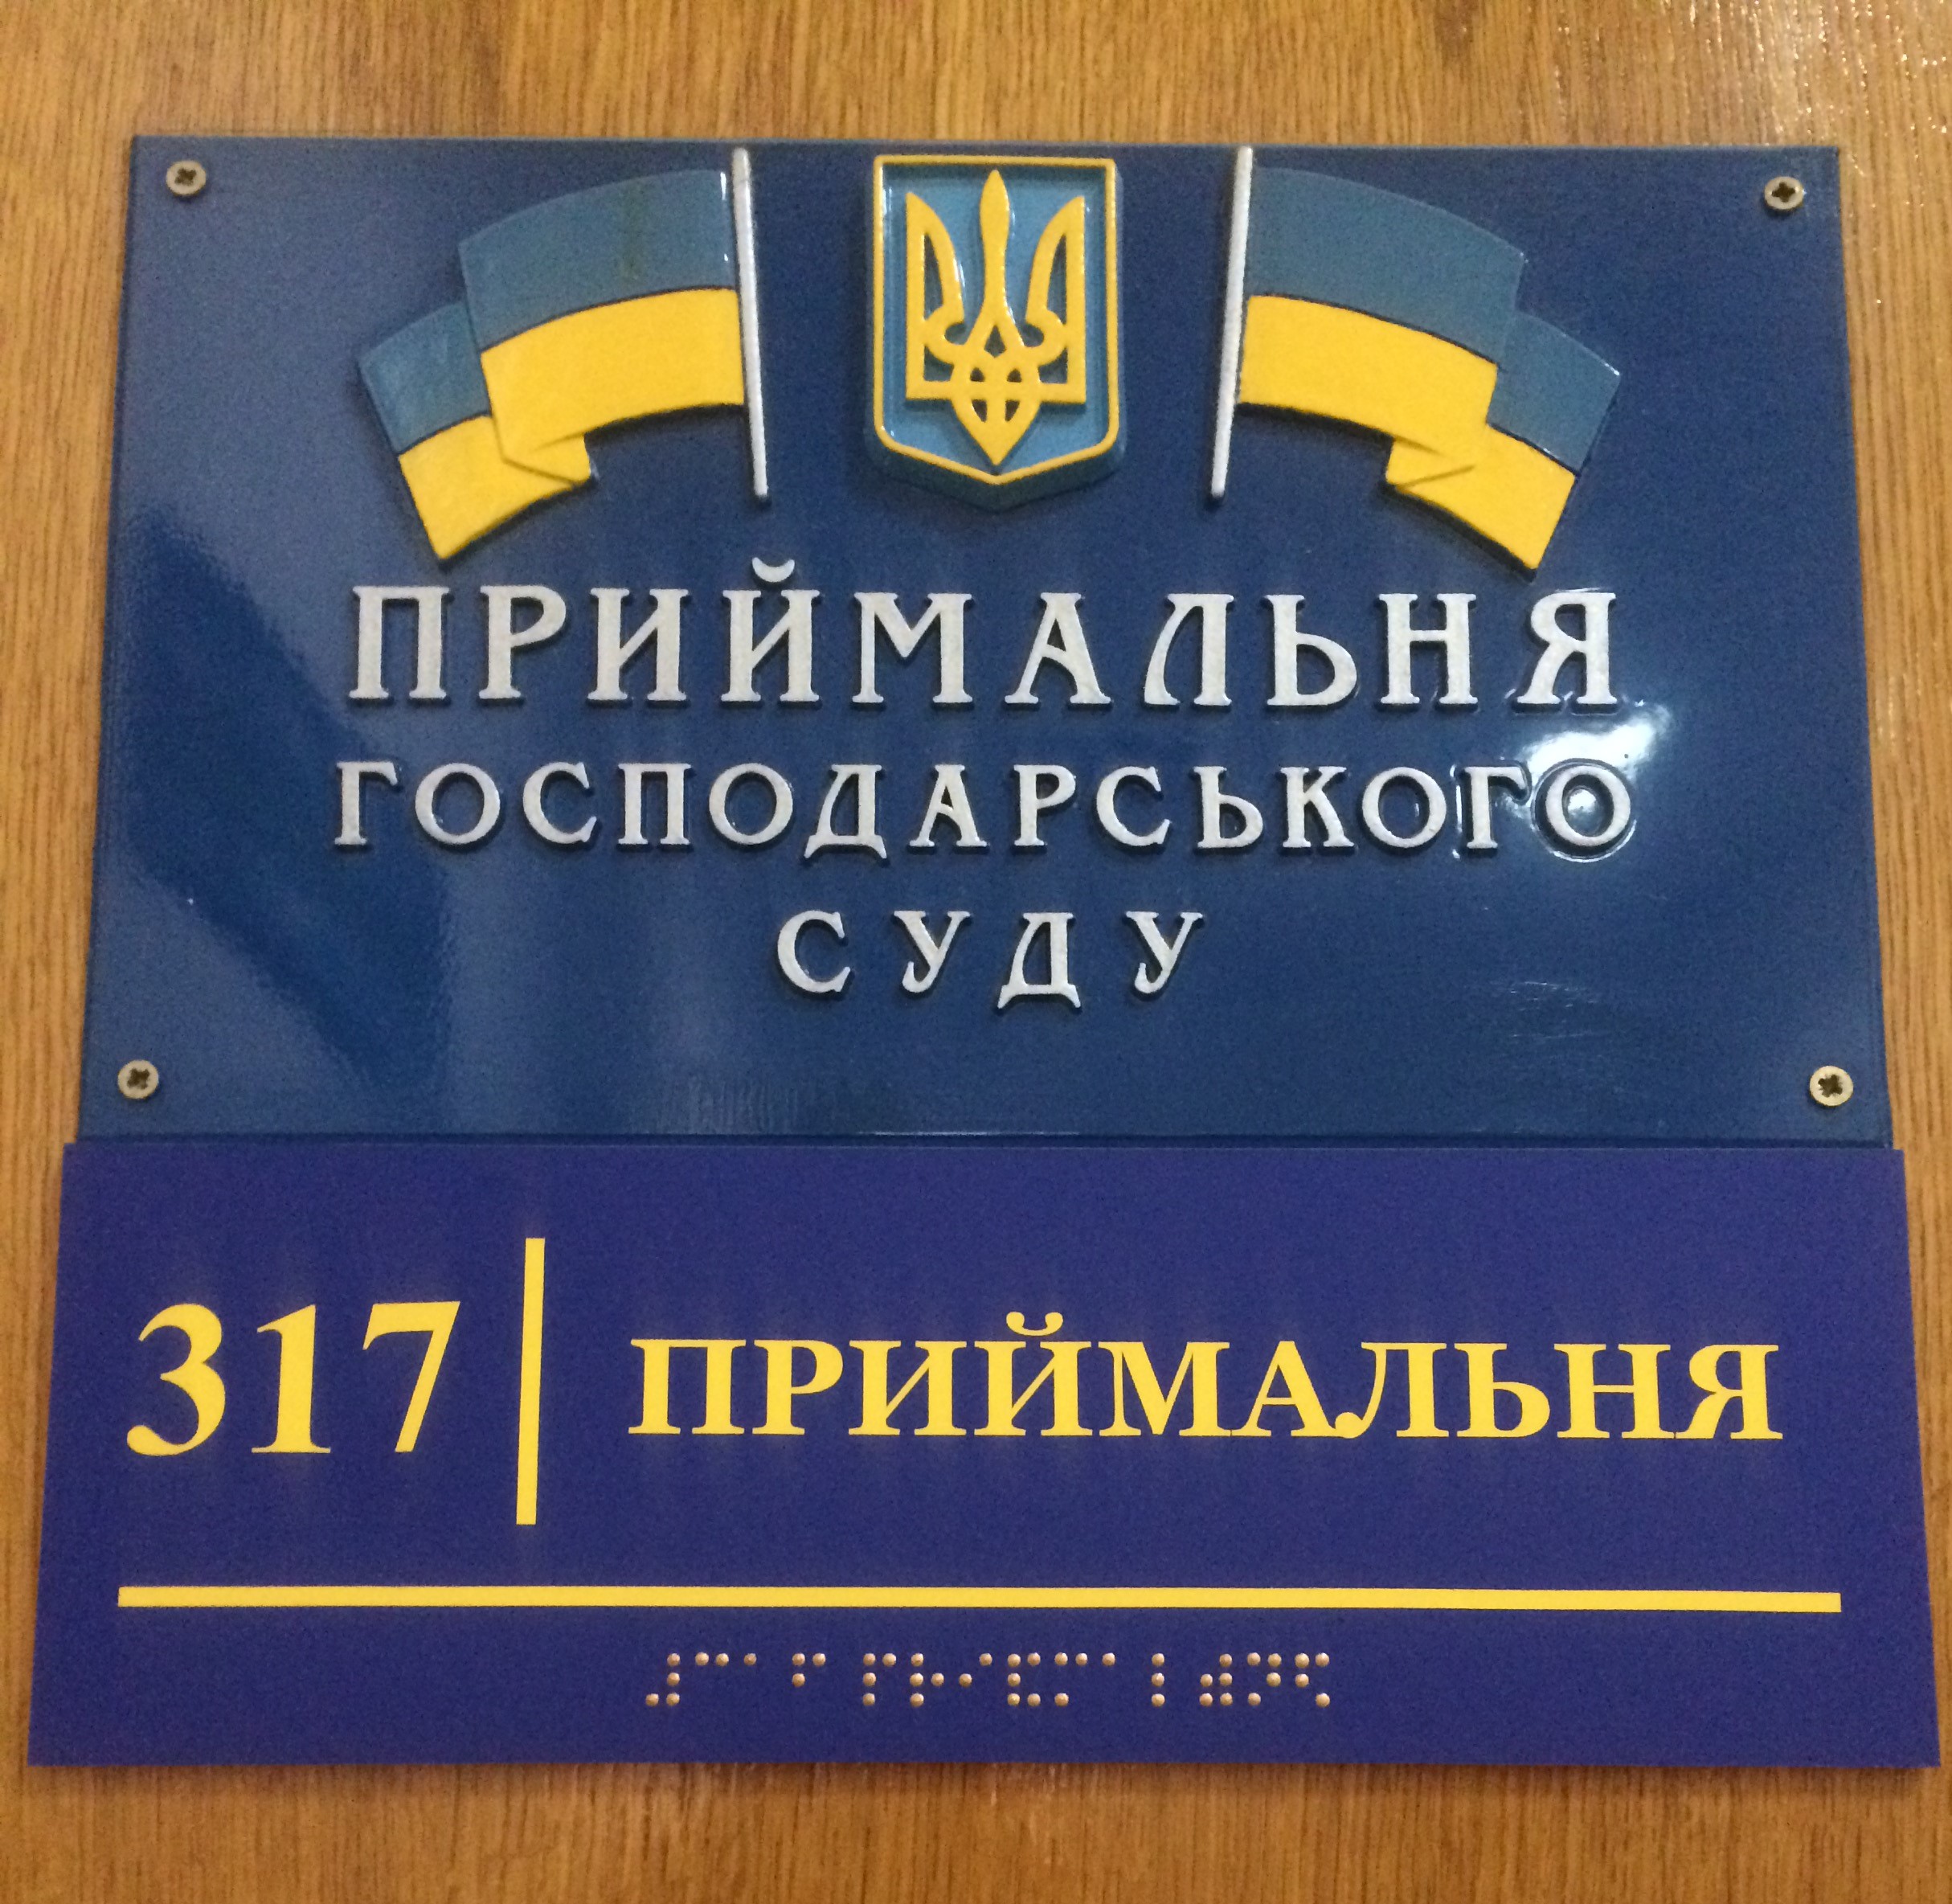 ПРИЙМАЛЬНЯ
ГОСПОДАРСЬКОГО
СУДУ
317 ПРИЙМАЛЬНЯ
⠼⠉⠁⠛ ⠏⠗⠊⠯⠍⠁⠇⠾⠝⠫